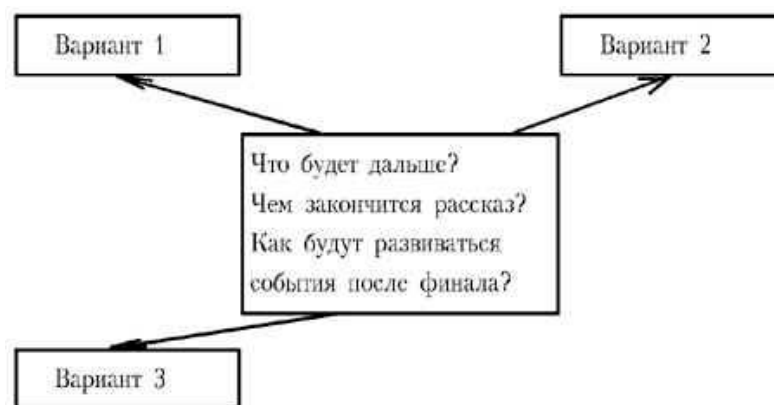 Вариант 1
Вариант 2
Что будет дальше?
Чем закончится рассказ?
Как будут развиваться
события после финала?
Вариант 3